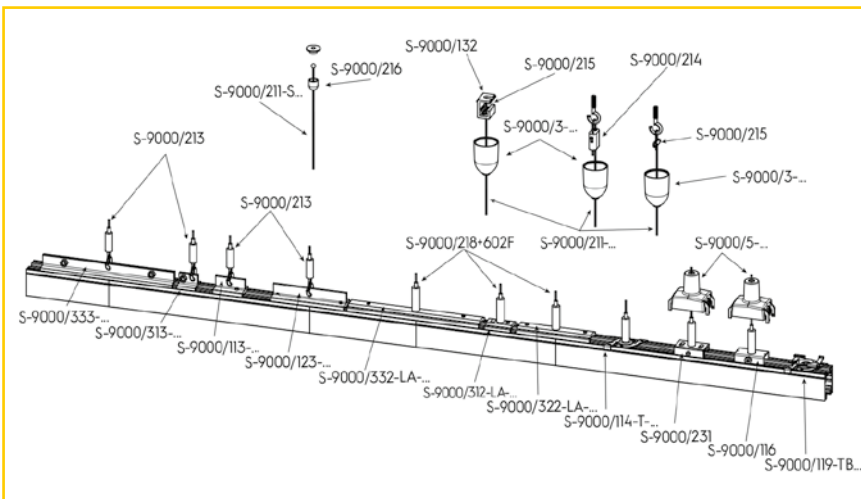 S-9000/132
S-9000/215
S-9000/214
S-9000/216
S-9000/211-S...
S-9000/213
S-9000/3-...
S-9000/215
S-9000/3-...
S-9000/213
S-9000/218+602F
S-9000/211-...
S-9000/5-...
S-9000/333-...
S-9000/313-...
S-9000/113-...
S-9000/123-...
S-9000/332-LA-...
S-9000/312-LA-...
S-9000/322-LA-...
S-9000/114-T-...
S-9000/231
S-9000/116
S-9000/119-TB...